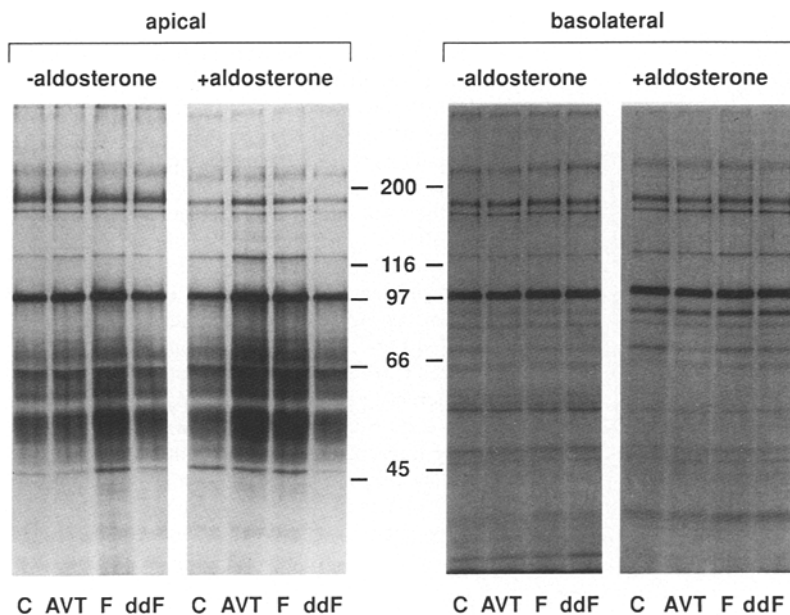 apical basolateral
-aldosterone +aldosterone -aldosterone +aldosterone
200
116
97
66
45
C AVT F ddF C AVT F ddF C AVT F ddF C AVT F ddF